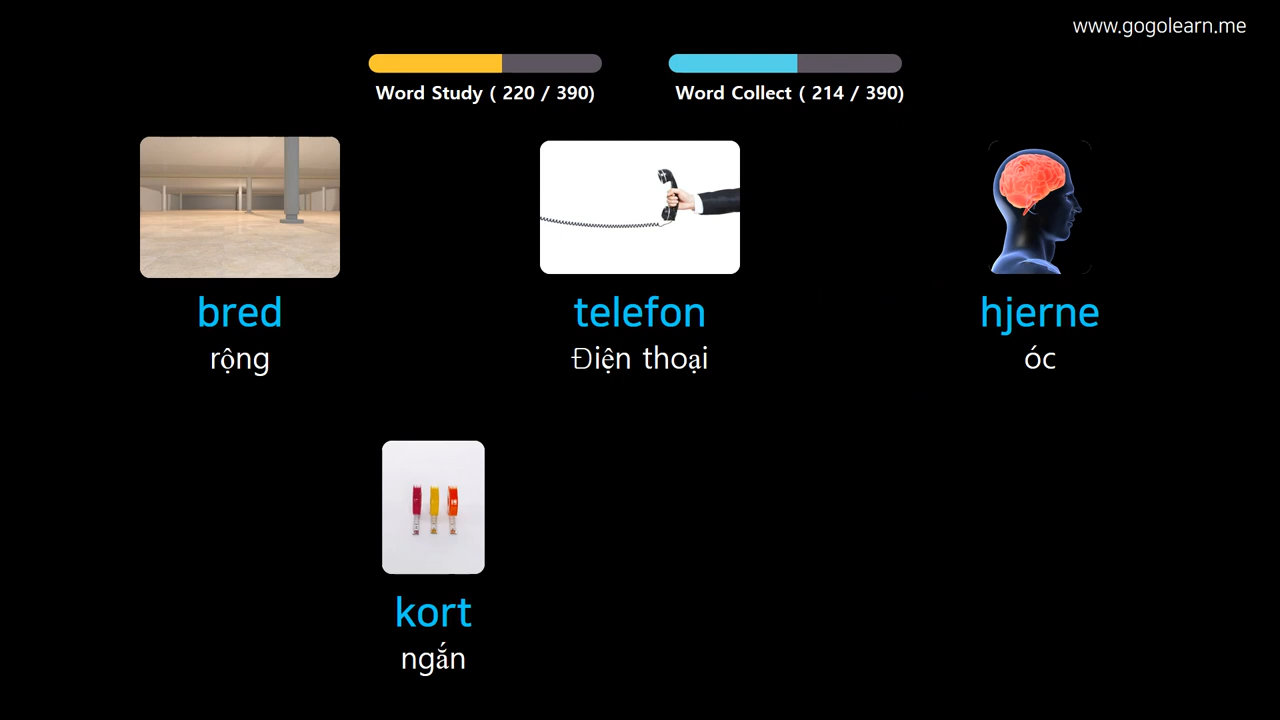 www.gogolearn.me
Word Study ( 220 / 390)
Word Collect ( 214 / 390)
bred
rộng
telefon
Điện thoại
hjerne
óc
kort
ngắn